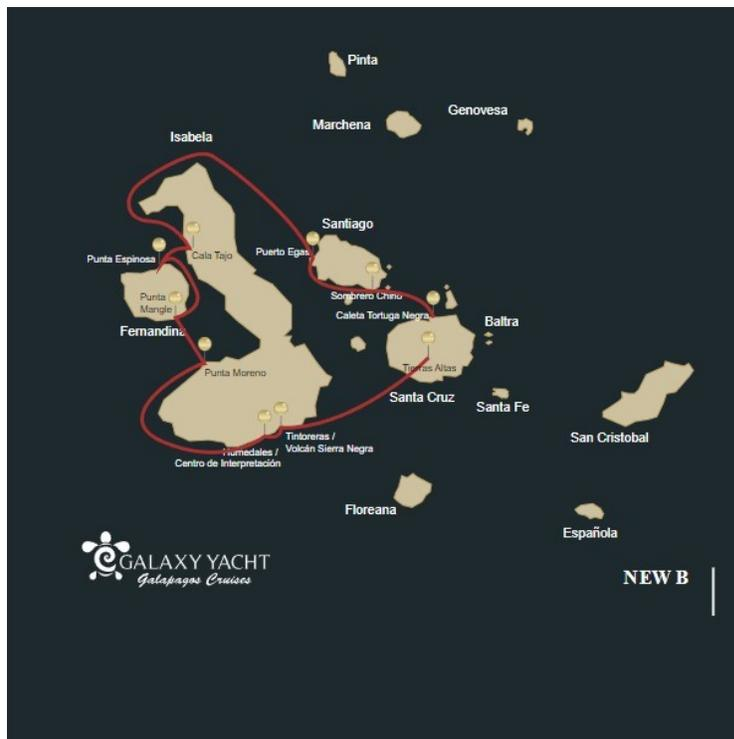 Pinta
Genovesa
Marchena
Isabela
Santiago
Puerto Egas
Cala Tajo
Punta Espinosa
Sombrero Chino
Punta
Mangle
Caleta Tortuga Negra
Baltra
Fernandina
Tierras Altas
Punta Moreno
Santa Cruz
Santa Fe
Tintoreras /
Volcán Sierra Negra
San Cristobal
Humedales /
Centro de Interpretación
Floreana
Española
GALAXY YACHT
Galapagos Cruises
NEW B